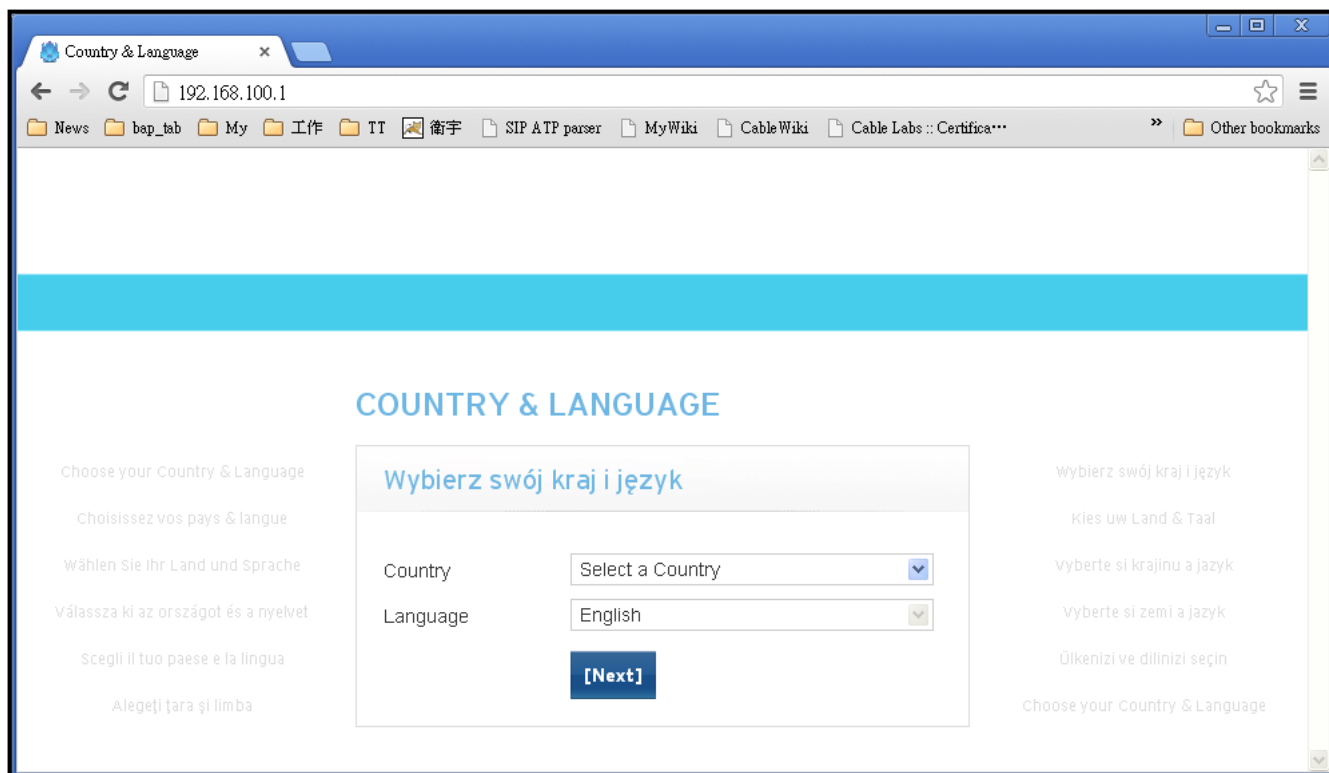 Country & Language
192.168.100.1
News bap_tab My 工作 TT 衛宇 SIP ATP parser MyWiki CableWiki Cable Labs :: Certifica··· » Other bookmarks
COUNTRY & LANGUAGE
Choose your Country & Language
Choisissez vos pays & langue
Wählen Sie Ihr Land und Sprache
Válassza ki az országot és a nyelvet
Scegli il tuo paese e la lingua
Alegeţi ţara şi limba
Wybierz swój kraj i język
Country Select a Country
Language English
[Next]
Wybierz swój kraj i język
Kies uw Land & Taal
Vyberte si krajinu a jazyk
Vyberte si zemi a jazyk
Ülkenizi ve dilinizi seçin
Choose your Country & Language